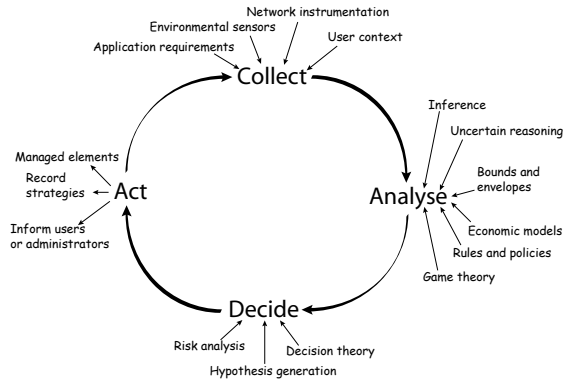 Network instrumentation
Environmental sensors
User context
Application requirements
Collect
Inference
Uncertain reasoning
Bounds and
envelopes
Analyse
Economic models
Rules and policies
Game theory
Decide
Risk analysis
Decision theory
Hypothesis generation
Act
Managed elements
Record
strategies
Inform users
or administrators